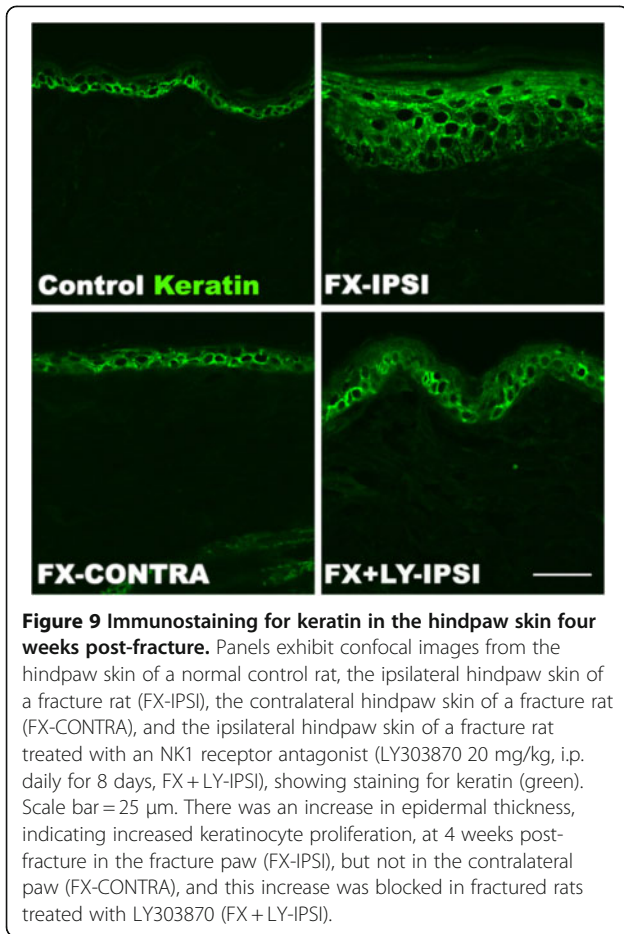 Control Keratin
FX-IPSI
FX-CONTRA
FX+LY-IPSI
Figure 9 Immunostaining for keratin in the hindpaw skin four
weeks post-fracture. Panels exhibit confocal images from the
hindpaw skin of a normal control rat, the ipsilateral hindpaw skin of
a fracture rat (FX-IPSI), the contralateral hindpaw skin of a fracture rat
(FX-CONTRA), and the ipsilateral hindpaw skin of a fracture rat
treated with an NK1 receptor antagonist (LY303870 20 mg/kg, i.p.
daily for 8 days, FX + LY-IPSI), showing staining for keratin (green).
Scale bar = 25 μm. There was an increase in epidermal thickness,
indicating increased keratinocyte proliferation, at 4 weeks post-
fracture in the fracture paw (FX-IPSI), but not in the contralateral
paw (FX-CONTRA), and this increase was blocked in fractured rats
treated with LY303870 (FX + LY-IPSI).